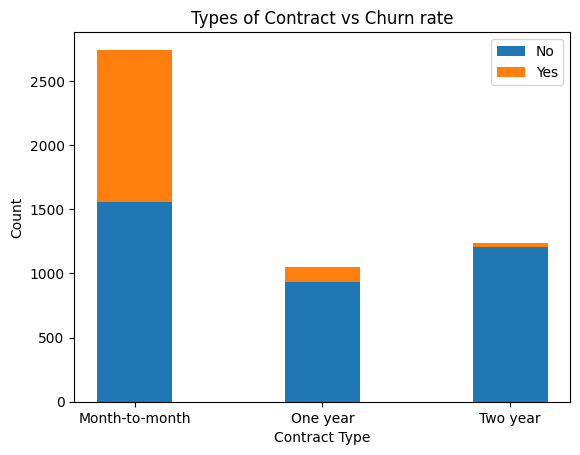 Types of Contract vs Churn rate
No
Yes
2500
2000
1500
1000
500
0
Count
Month-to-month
One year
Two year
Contract Type